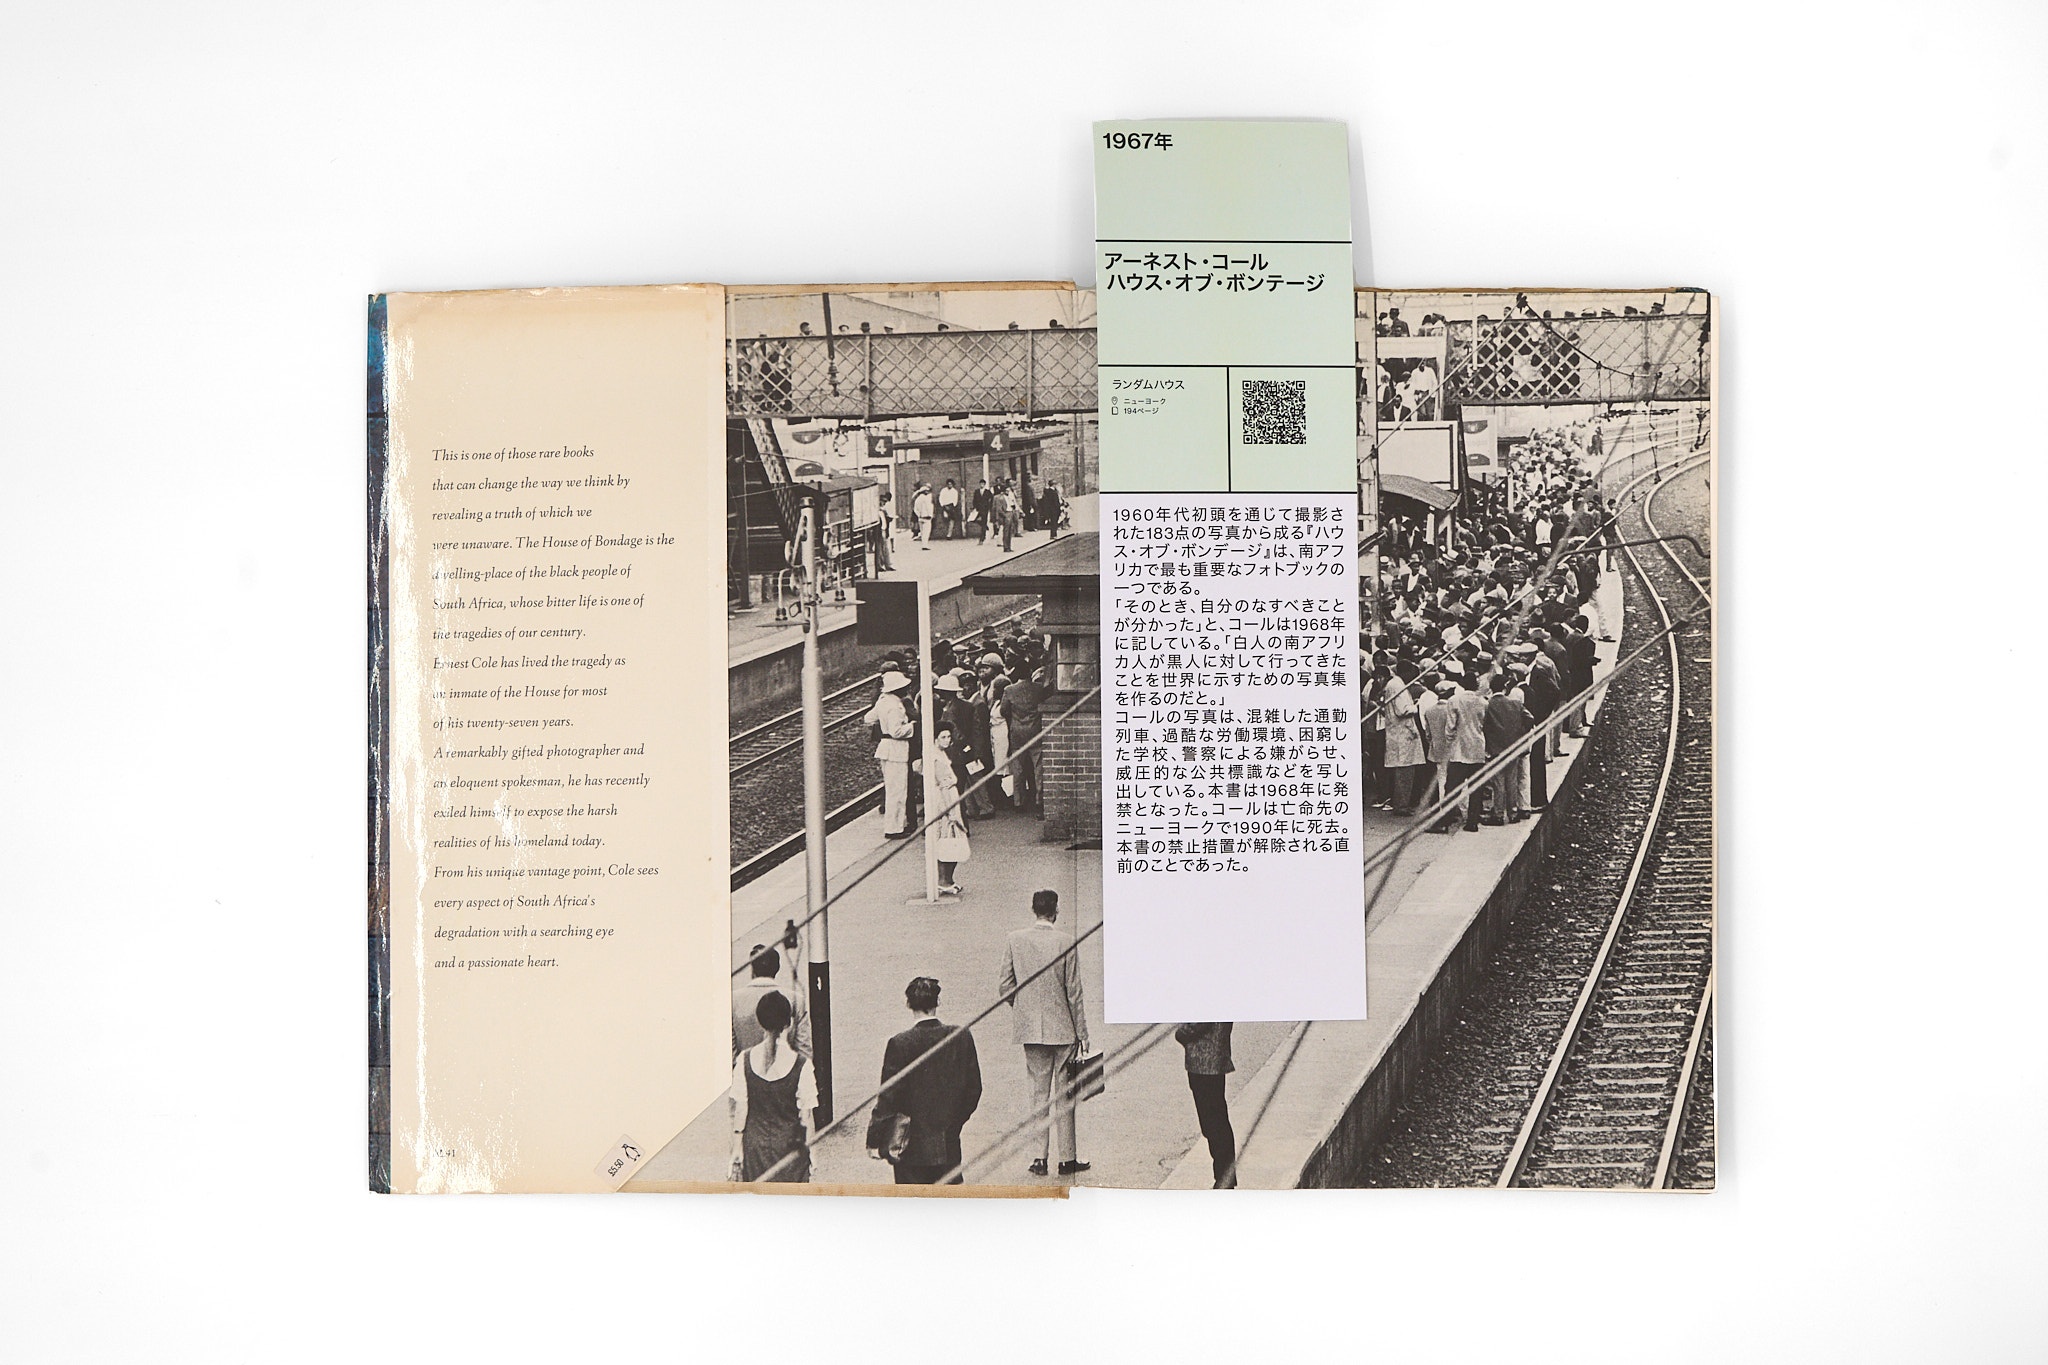 This is one of those rare books
that can change the way we think by
revealing a truth of which we
were unaware. The House of Bondage is the
dwelling-place of the black people of
South Africa, whose bitter life is one of
the tragedies of our century.
Ernest Cole has lived the tragedy as
an inmate of the House for most
of his twenty-seven years.
A remarkably gifted photographer and
an eloquent spokesman, he has recently
exiled himself to expose the harsh
realities of his homeland today.
From his unique vantage point, Cole sees
every aspect of South Africa's
degradation with a searching eye
and a passionate heart.
£5.50
4
4
1967年
アーネスト・コール
ハウス・オブ・ボンテージ
ランダムハウス
ニューヨーク
194ページ
1960年代初頭を通じて撮影さ
れた183点の写真から成る『ハウ
ス・オブ・ボンデージ』は、南アフ
リカで最も重要なフォトブックの
一つである。
「そのとき、自分のなすべきこと
が分かった」と、コールは1968年
に記している。「白人の南アフリ
カ人が黒人に対して行ってきた
ことを世界に示すための写真集
を作るのだと。」
コールの写真は、混雑した通勤
列車、過酷な労働環境、困窮し
た学校、警察による嫌がらせ、
威圧的な公共標識などを写し
出している。本書は1968年に発
禁となった。コールは亡命先の
ニューヨークで1990年に死去。
本書の禁止措置が解除される直
前のことであった。